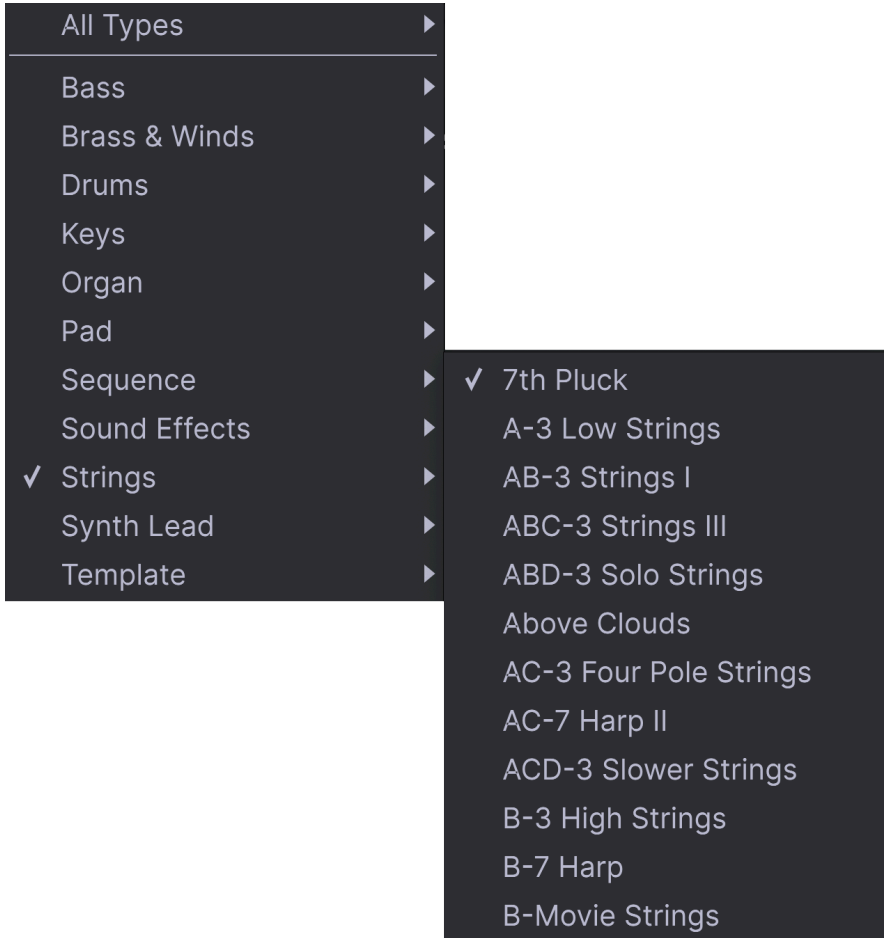 All Types
Bass
Brass & Winds
Drums
Keys
Organ
Pad
Sequence
Sound Effects
Strings
Synth Lead
Template
7th Pluck
A-3 Low Strings
AB-3 Strings I
ABC-3 Strings III
ABD-3 Solo Strings
Above Clouds
AC-3 Four Pole Strings
AC-7 Harp II
ACD-3 Slower Strings
B-3 High Strings
B-7 Harp
B-Movie Strings